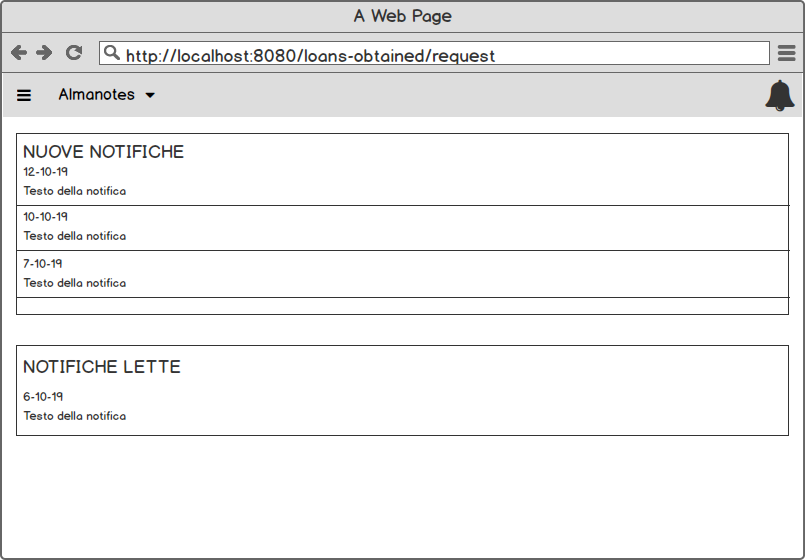 A Web Page
http://localhost:8080/loans-obtained/request
Almanotes
NUOVE NOTIFICHE
12-10-19
Testo della notifica
10-10-19
Testo della notifica
7-10-19
Testo della notifica
NOTIFICHE LETTE
6-10-19
Testo della notifica